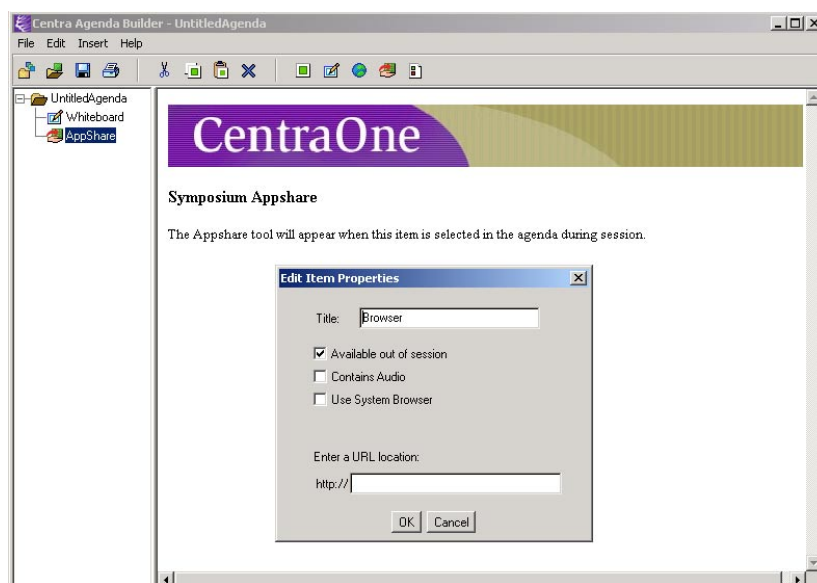 Centra Agenda Builder - UntitledAgenda
File Edit Insert Help
UntitledAgenda
Whiteboard
AppShare
CentraOne
Symposium Appshare
The Appshare tool will appear when this item is selected in the agenda during session.
Edit Item Properties
Title: Browser
Available out of session
Contains Audio
Use System Browser
Enter a URL location:
http://
OK Cancel